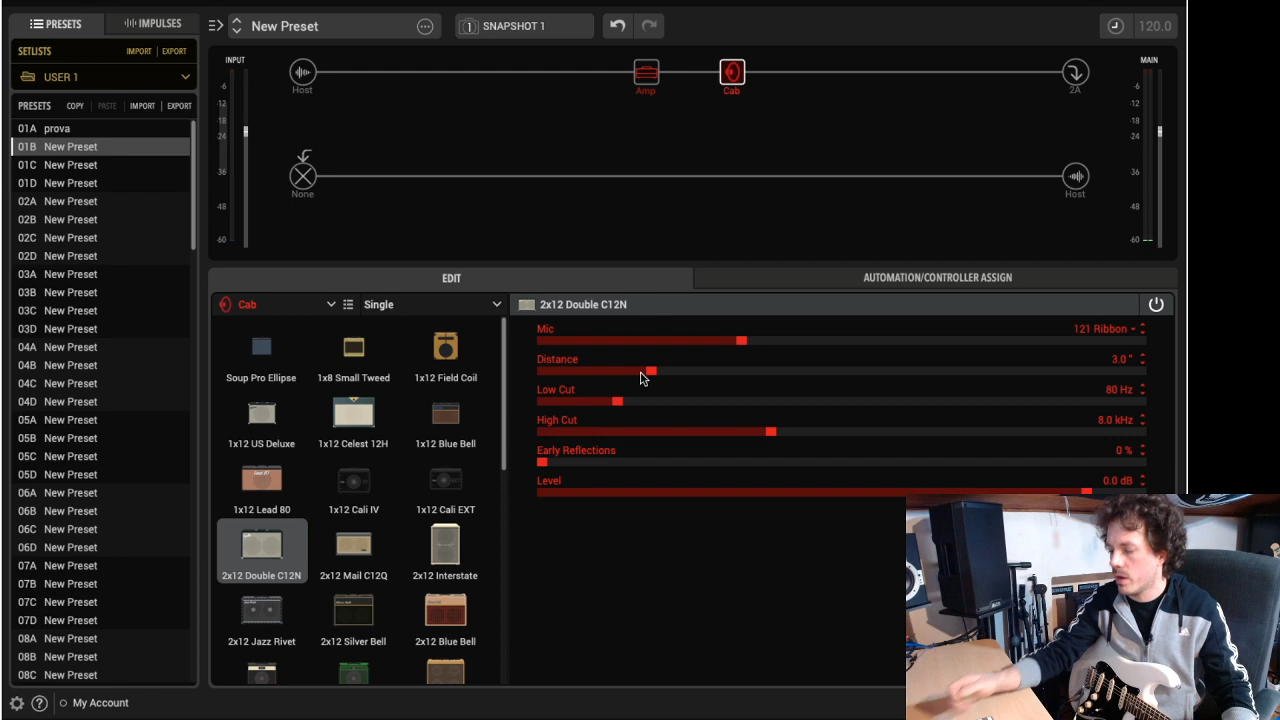 PRESETS
IMPULSES
New Preset
1
SNAPSHOT 1
120.0
SETLISTS
IMPORT
EXPORT
USER 1
PRESETS
COPY
PASTE
IMPORT
EXPORT
01A prova
01B New Preset
01C New Preset
01D New Preset
02A New Preset
02B New Preset
02C New Preset
02D New Preset
03A New Preset
03B New Preset
03C New Preset
03D New Preset
04A New Preset
04B New Preset
04C New Preset
04D New Preset
05A New Preset
05B New Preset
05C New Preset
05D New Preset
06A New Preset
06B New Preset
06C New Preset
06D New Preset
07A New Preset
07B New Preset
07C New Preset
07D New Preset
08A New Preset
08B New Preset
08C New Preset
My Account
INPUT
-6
-12
-18
-24
-36
-48
-60
Host
Amp
Cab
2A
None
Host
MAIN
-6
-12
-18
-24
-36
-48
-60
EDIT
AUTOMATION/CONTROLLER ASSIGN
Cab
Single
2x12 Double C12N
Soup Pro Ellipse
1x8 Small Tweed
1x12 Field Coil
1x12 US Deluxe
1x12 Celest 12H
1x12 Blue Bell
1x12 Lead 80
1x12 Cali IV
1x12 Cali EXT
2x12 Double C12N
2x12 Mail C12Q
2x12 Interstate
2x12 Jazz Rivet
2x12 Silver Bell
2x12 Blue Bell
Mic
121 Ribbon
Distance
3.0 "
Low Cut
80 Hz
High Cut
8.0 kHz
Early Reflections
0 %
Level
0.0 dB